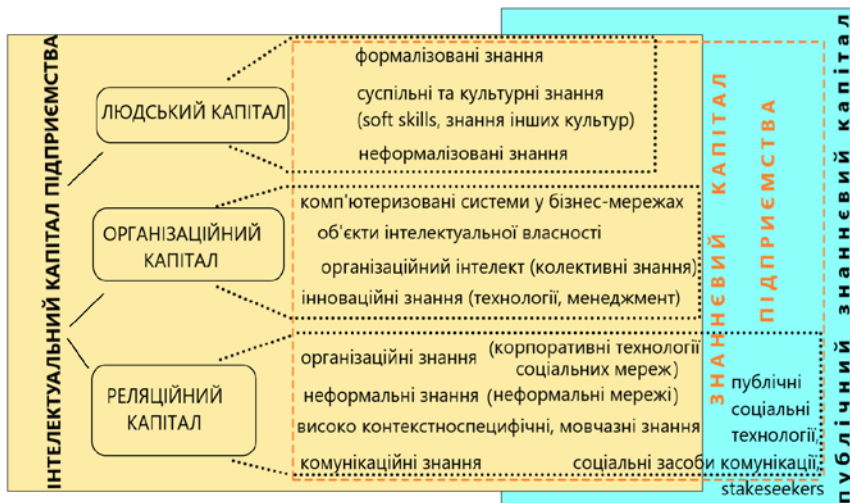 ІНТЕЛЕКТУАЛЬНИЙ КАПІТАЛ ПІДПРИЄМСТВА
ЛЮДСЬКИЙ КАПІТАЛ
формалізовані знання
суспільні та культурні знання
(soft skills, знання інших культур)
неформалізовані знання
ОРГАНІЗАЦІЙНИЙ
КАПІТАЛ
комп'ютеризовані системи у бізнес-мережах
об'єкти інтелектуальної власності
організаційний інтелект (колективні знання)
інноваційні знання (технології, менеджмент)
РЕЛЯЦІЙНИЙ
КАПІТАЛ
організаційні знання (корпоративні технології
соціальних мереж)
неформальні знання (неформальні мережі)
високо контекстноспецифічні, мовчазні знання
комунікаційні знання
соціальні засоби комунікації,
публічні
соціальні
технології,
stakeseekers
ЗНАННЄВИЙ КАПІТАЛ
ПІДПРИЄМСТВА
публічний знаннєвий капітал